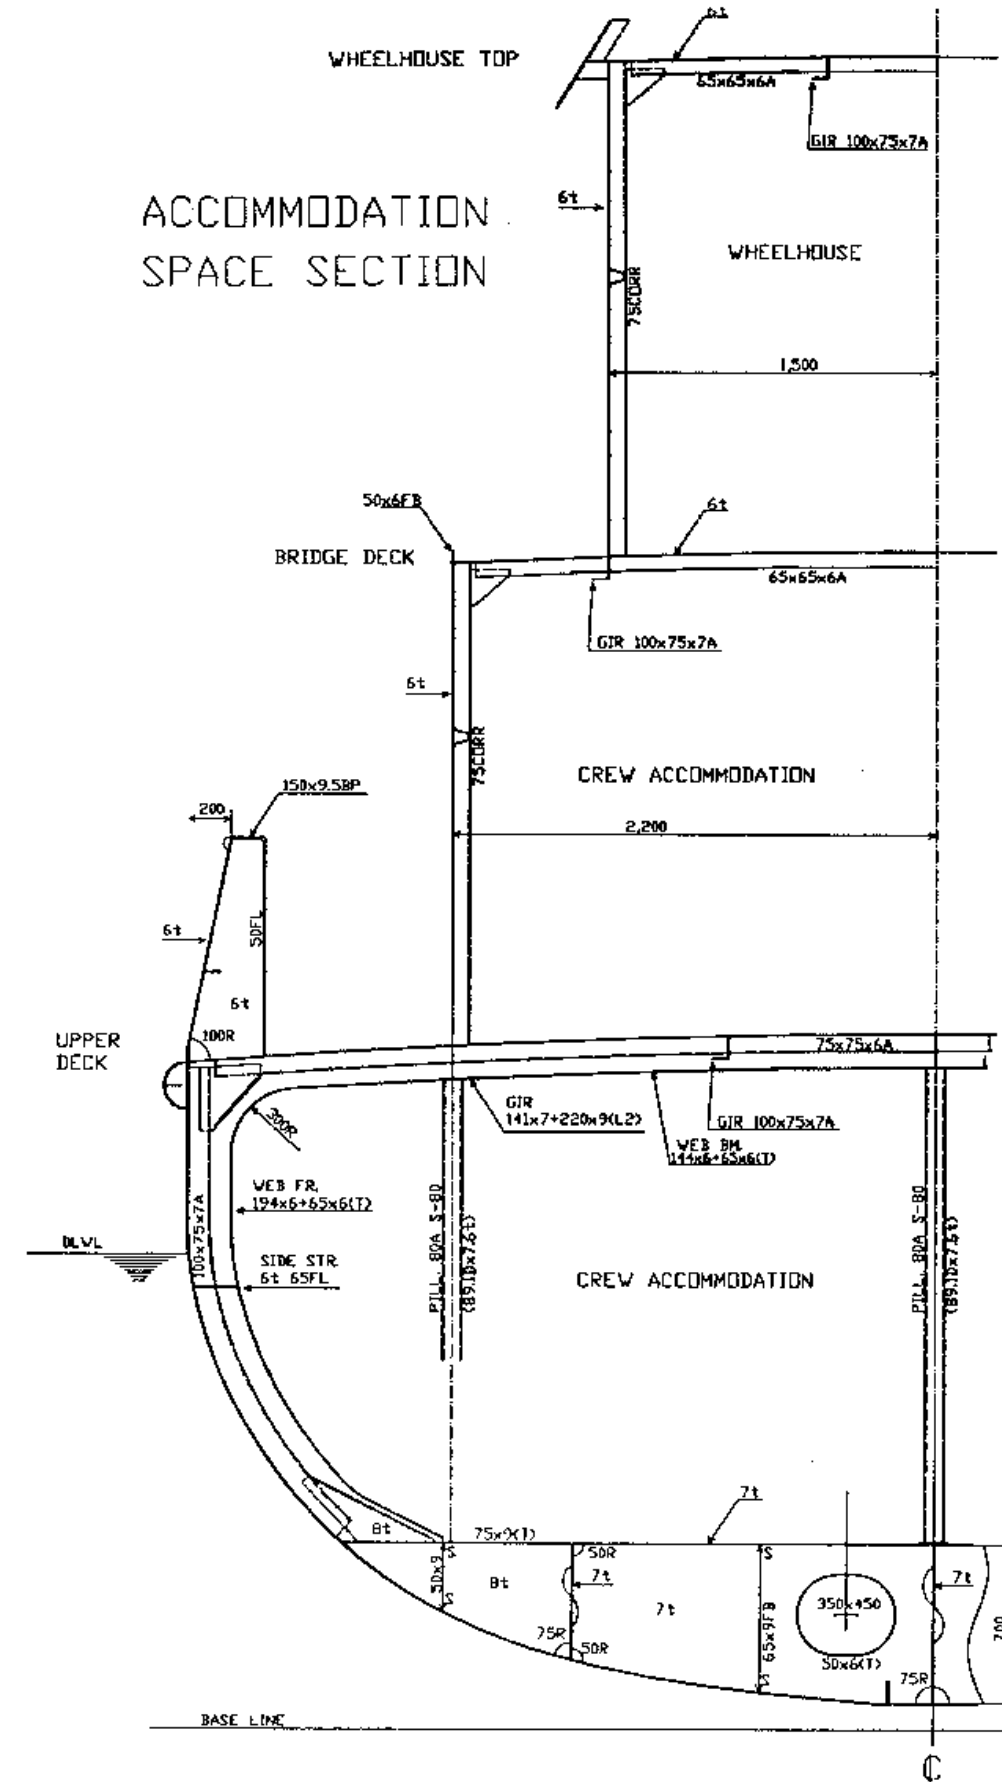 6t
WHEELHOUSE TOP
65x65x6A
GIR 100x75x7A
ACCOMMODATION
SPACE SECTION
6t
WHEELHOUSE
75CORR
1,500
50x6FB
6t
BRIDGE DECK
65x65x6A
GIR 100x75x7A
6t
75CORR
CREW ACCOMMODATION
150x9.5BP
200
2,200
6t
50FL
6t
100R
UPPER
DECK
75x75x6A
GIR
141x7+220x9(L2)
GIR 100x75x7A
300R
WEB BM.
144x6+65x6(T)
WEB FR.
194x6+65x6(T)
100x75x7A
PILL. 80A S-80
(89.1Dx7.6t)
PILL. 80A S-80
(89.1Dx7.6t)
DLWL
SIDE STR.
6t 65FL
CREW ACCOMMODATION
7t
8t
75x9(T)
50R
S
S
50x9
8t
7t
7t
S
350x450
7t
S
75R
50R
65x9FB
S
50x6(T)
75R
700
BASE LINE
℄